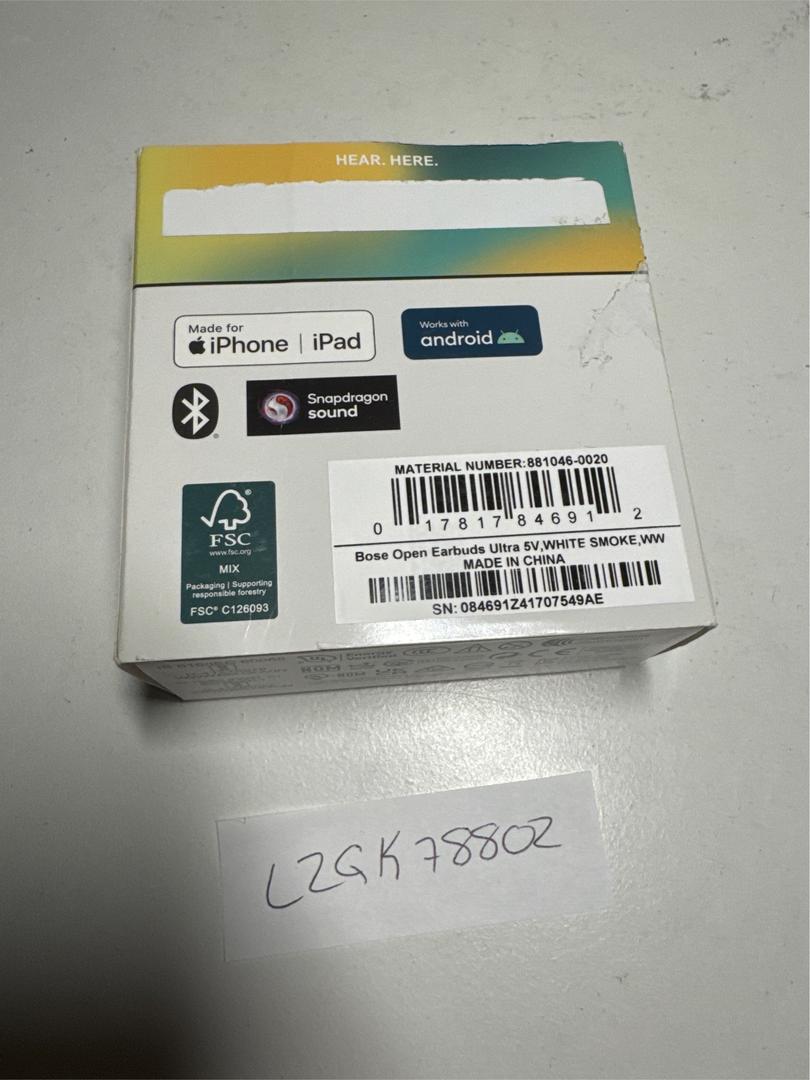 HEAR. HERE.
Made for
iPhone | iPad
Works with
android
Snapdragon
sound
FSC
www.fsc.org
MIX
Packaging | Supporting
responsible forestry
FSC® C126093
MATERIAL NUMBER:881046-0020
0 17817 84691 2
Bose Open Earbuds Ultra 5V,WHITE SMOKE,WW
MADE IN CHINA
SN: 084691Z41707549AE
LZGK78802